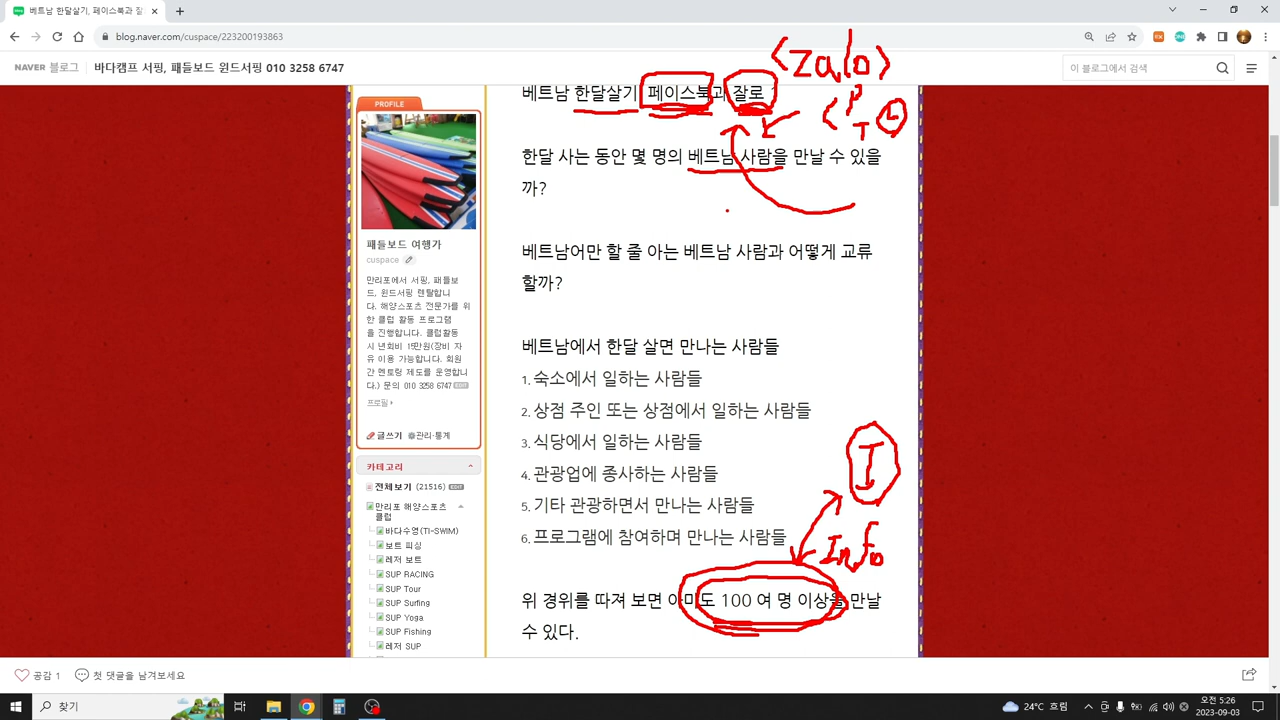 베트남 한달살기, 페이스북과 잘로
blog.naver.com/cuspace/223200193863
NAVER 블로그 바다캠프 서핑, 패들보드 윈드서핑 010 3258 6747
이 블로그에서 검색
<Zalo>
베트남 한달살기 페이스북과 잘로
한달 사는 동안 몇 명의 베트남 사람을 만날 수 있을
까?
베트남어만 할 줄 아는 베트남 사람과 어떻게 교류
할까?
베트남에서 한달 살면 만나는 사람들
1. 숙소에서 일하는 사람들
2. 상점 주인 또는 상점에서 일하는 사람들
3. 식당에서 일하는 사람들
4. 관광업에 종사하는 사람들
5. 기타 관광하면서 만나는 사람들
6. 프로그램에 참여하며 만나는 사람들
I
Info
위 경위를 따져 보면 아마도 100 여 명 이상을 만날
수 있다.
PROFILE
패들보드 여행가
cuspace
만리포에서 서핑, 패들보
드, 윈드서핑 렌탈합니
다. 해양스포츠 전문가를 위
한 클럽 활동 프로그램
을 진행합니다. 클럽활동
시 년회비 15만원(장비 자
유 이용 가능합니다. 회원
간 멘토링 제도를 운영합니
다.) 문의 010 3258 6747 EDIT
프로필
글쓰기 관리·통계
카테고리
전체보기 (21516) EDIT
만리포 해양스포츠
클럽
바다수영(TI-SWIM)
보트 피싱
레저 보트
SUP RACING
SUP Tour
SUP Surfing
SUP Yoga
SUP Fishing
레저 SUP
공감 1 첫 댓글을 남겨보세요
찾기
24°C 흐림
오전 5:26
2023-09-03